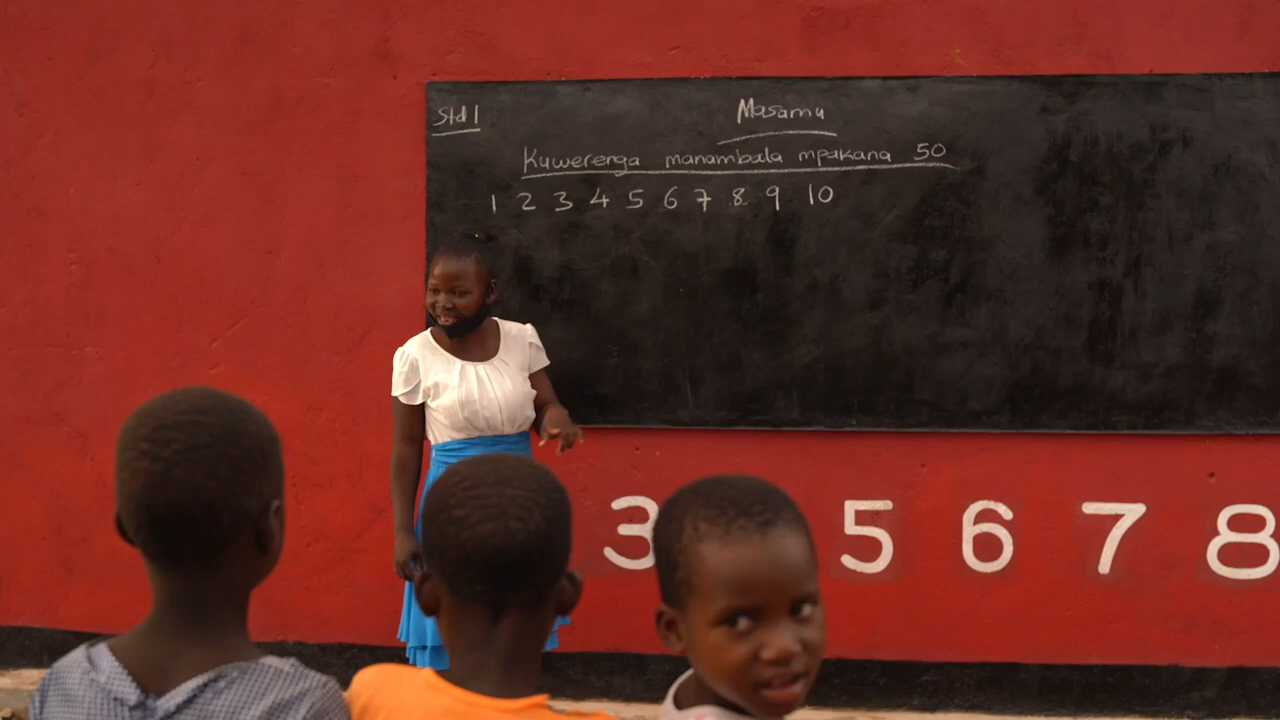 Std 1
Masamu
Kuwerenga manambala mpakana 50
1 2 3 4 5 6 7 8 9 10
3 5 6 7 8